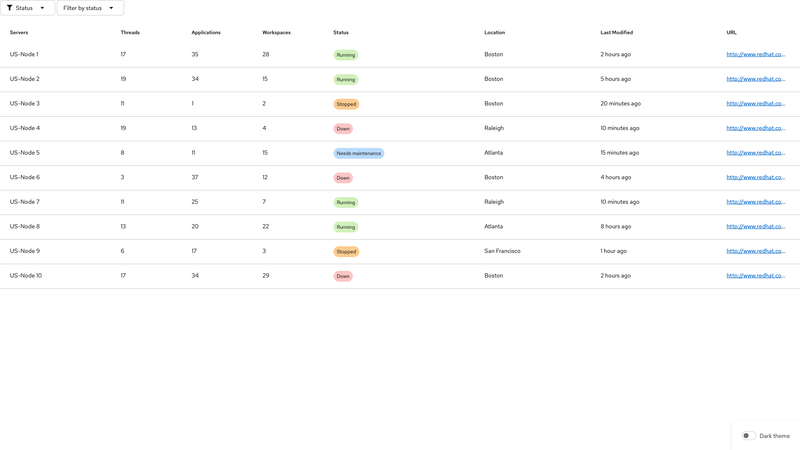 Status Filter by status
Servers Threads Applications Workspaces Status Location Last Modified URL
US-Node 1 17 35 28 Running Boston 2 hours ago http://www.redhat.co...
US-Node 2 19 34 15 Running Boston 5 hours ago http://www.redhat.co...
US-Node 3 11 1 2 Stopped Boston 20 minutes ago http://www.redhat.co...
US-Node 4 19 13 4 Down Raleigh 10 minutes ago http://www.redhat.co...
US-Node 5 8 11 15 Needs maintenance Atlanta 15 minutes ago http://www.redhat.co...
US-Node 6 3 37 12 Down Boston 4 hours ago http://www.redhat.co...
US-Node 7 11 25 7 Running Raleigh 10 minutes ago http://www.redhat.co...
US-Node 8 13 20 22 Running Atlanta 8 hours ago http://www.redhat.co...
US-Node 9 6 17 3 Stopped San Francisco 1 hour ago http://www.redhat.co...
US-Node 10 17 34 29 Down Boston 2 hours ago http://www.redhat.co...
Dark theme